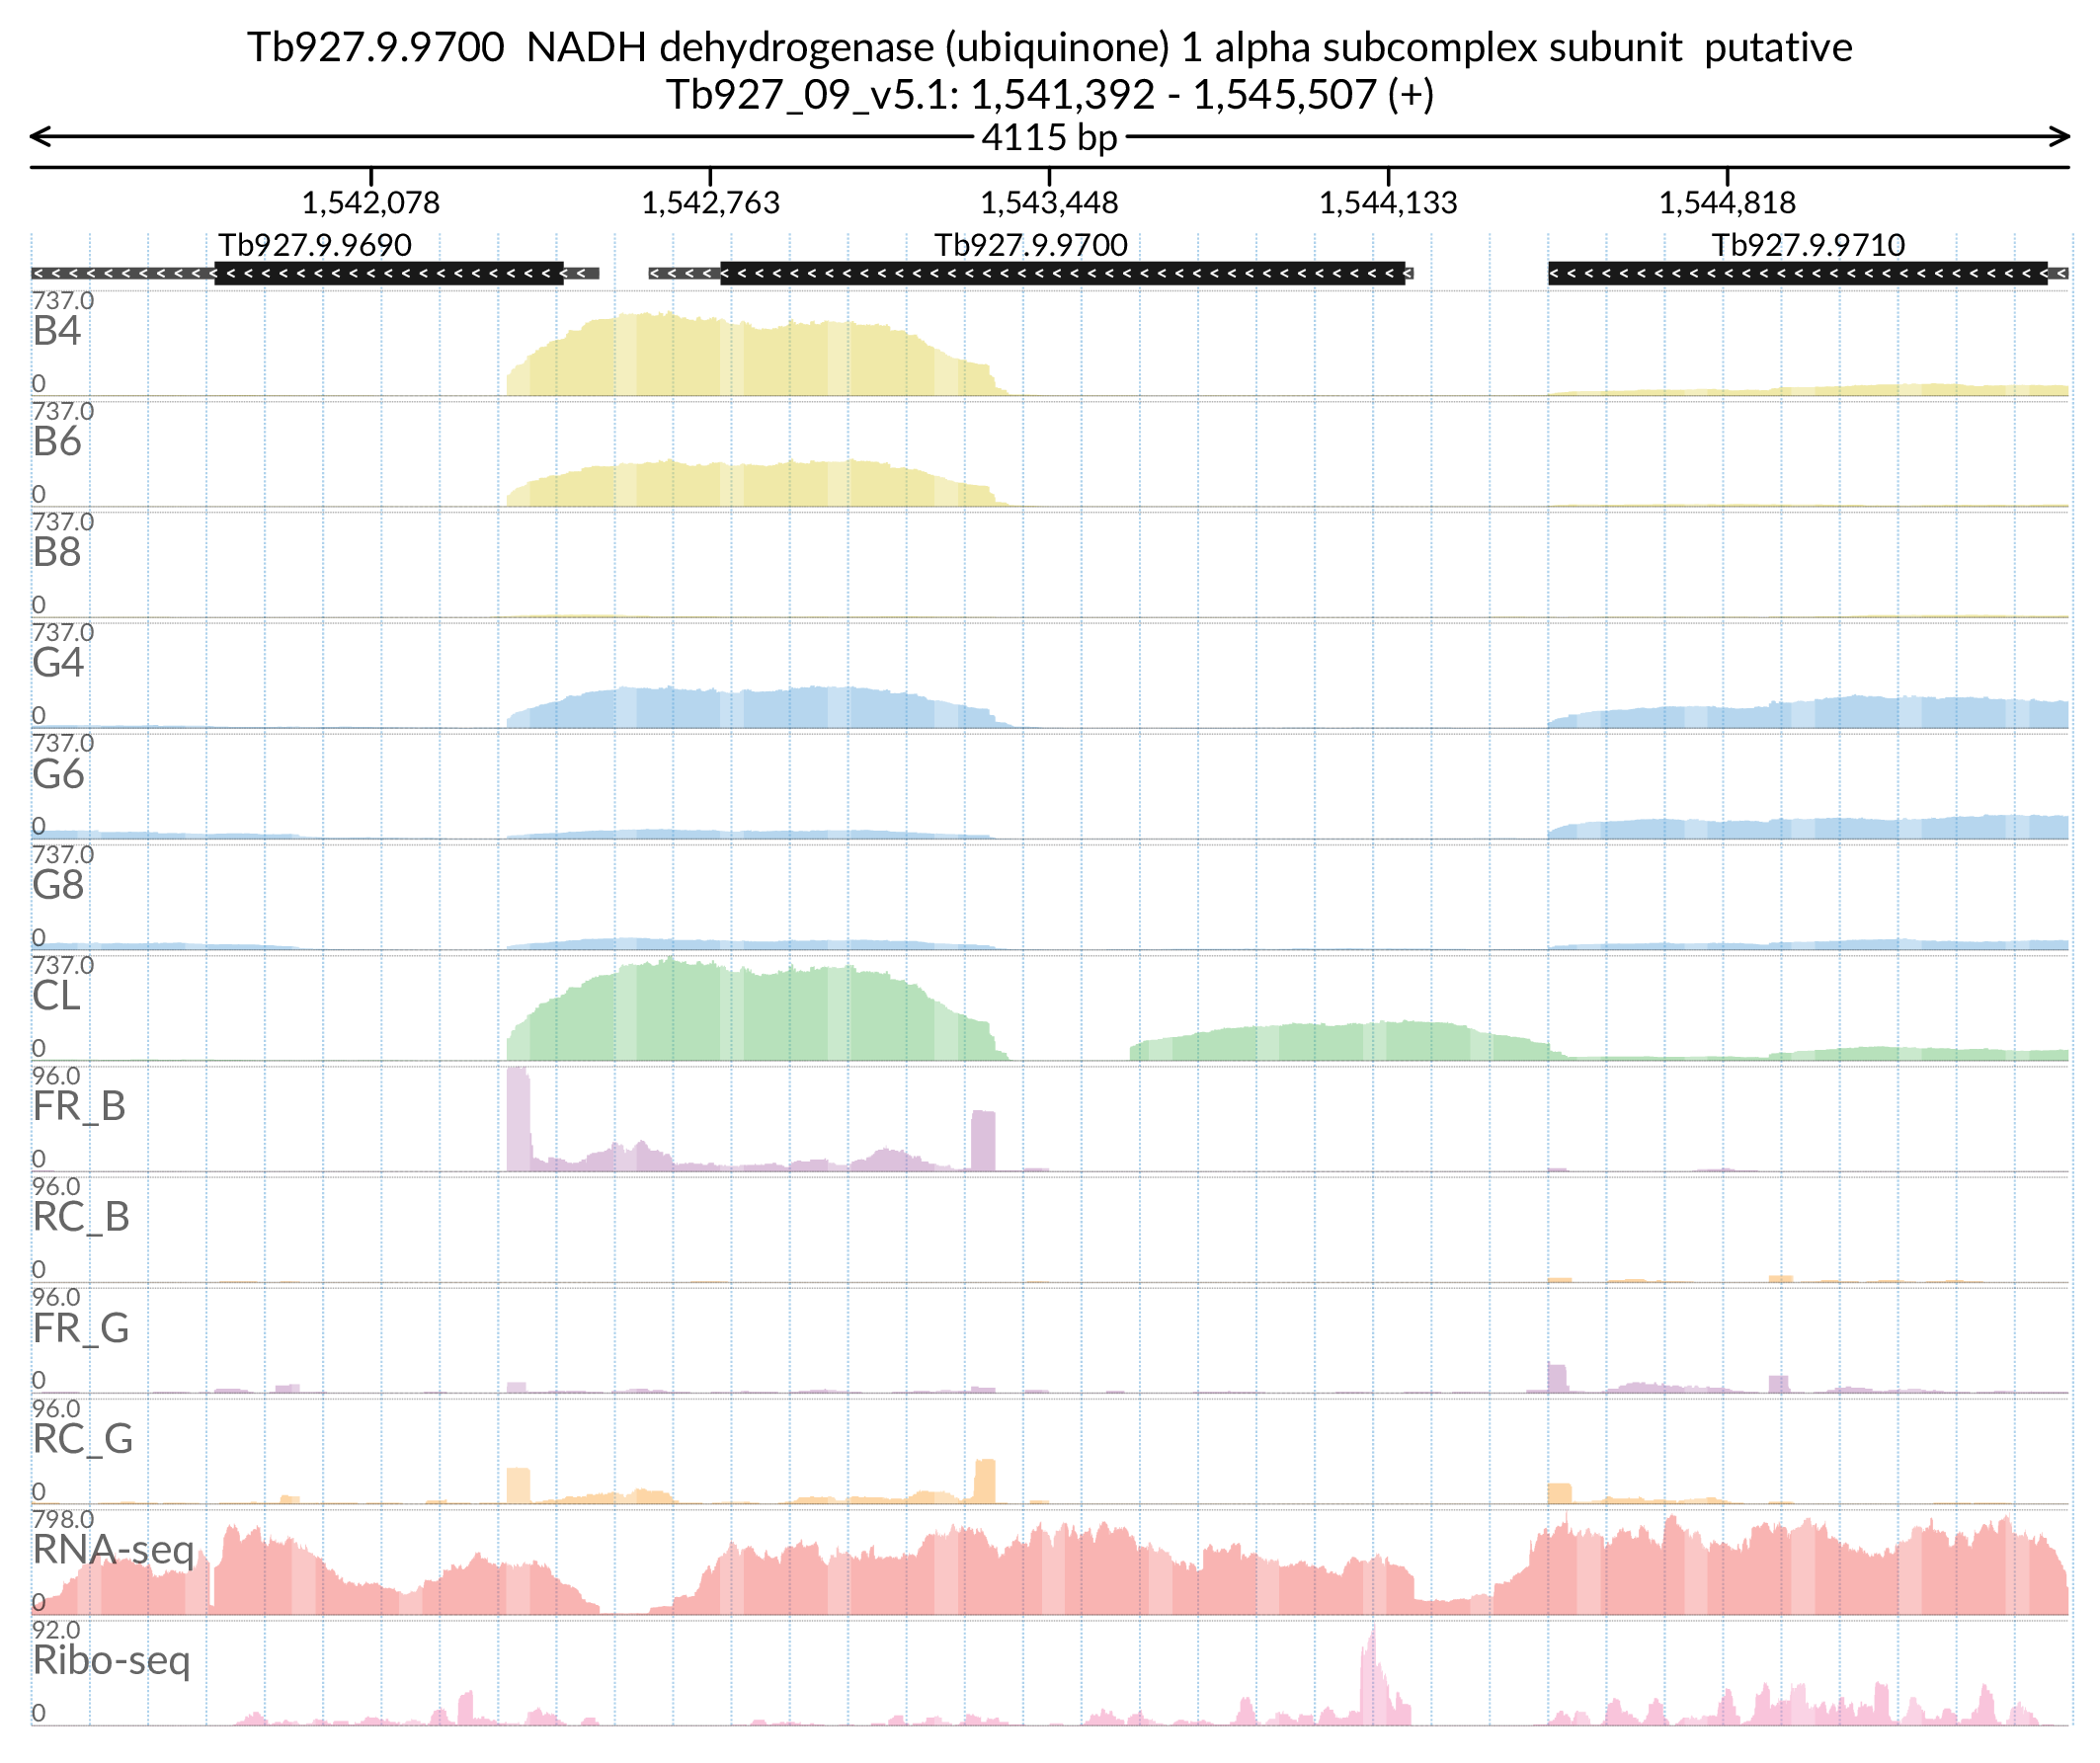 Tb927.9.9700 NADH dehydrogenase (ubiquinone) 1 alpha subcomplex subunit putative
Tb927_09_v5.1: 1,541,392 - 1,545,507 (+)
4115 bp
1,542,078 1,542,763 1,543,448 1,544,133 1,544,818
Tb927.9.9690 Tb927.9.9700 Tb927.9.9710
737.0
B4
0
737.0
B6
0
737.0
B8
0
737.0
G4
0
737.0
G6
0
737.0
G8
0
737.0
CL
0
96.0
FR_B
0
96.0
RC_B
0
96.0
FR_G
0
96.0
RC_G
0
798.0
RNA-seq
0
92.0
Ribo-seq
0